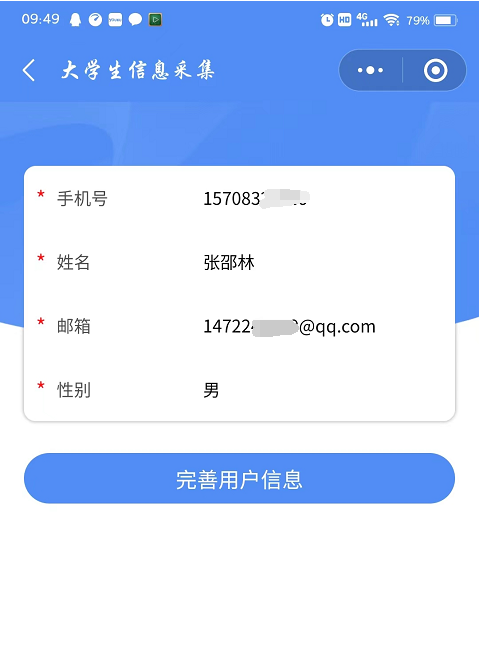 09:49 HD 4G 79%
大学生信息采集
* 手机号 157083
* 姓名 张邵林
* 邮箱 14722 @qq.com
* 性别 男
完善用户信息